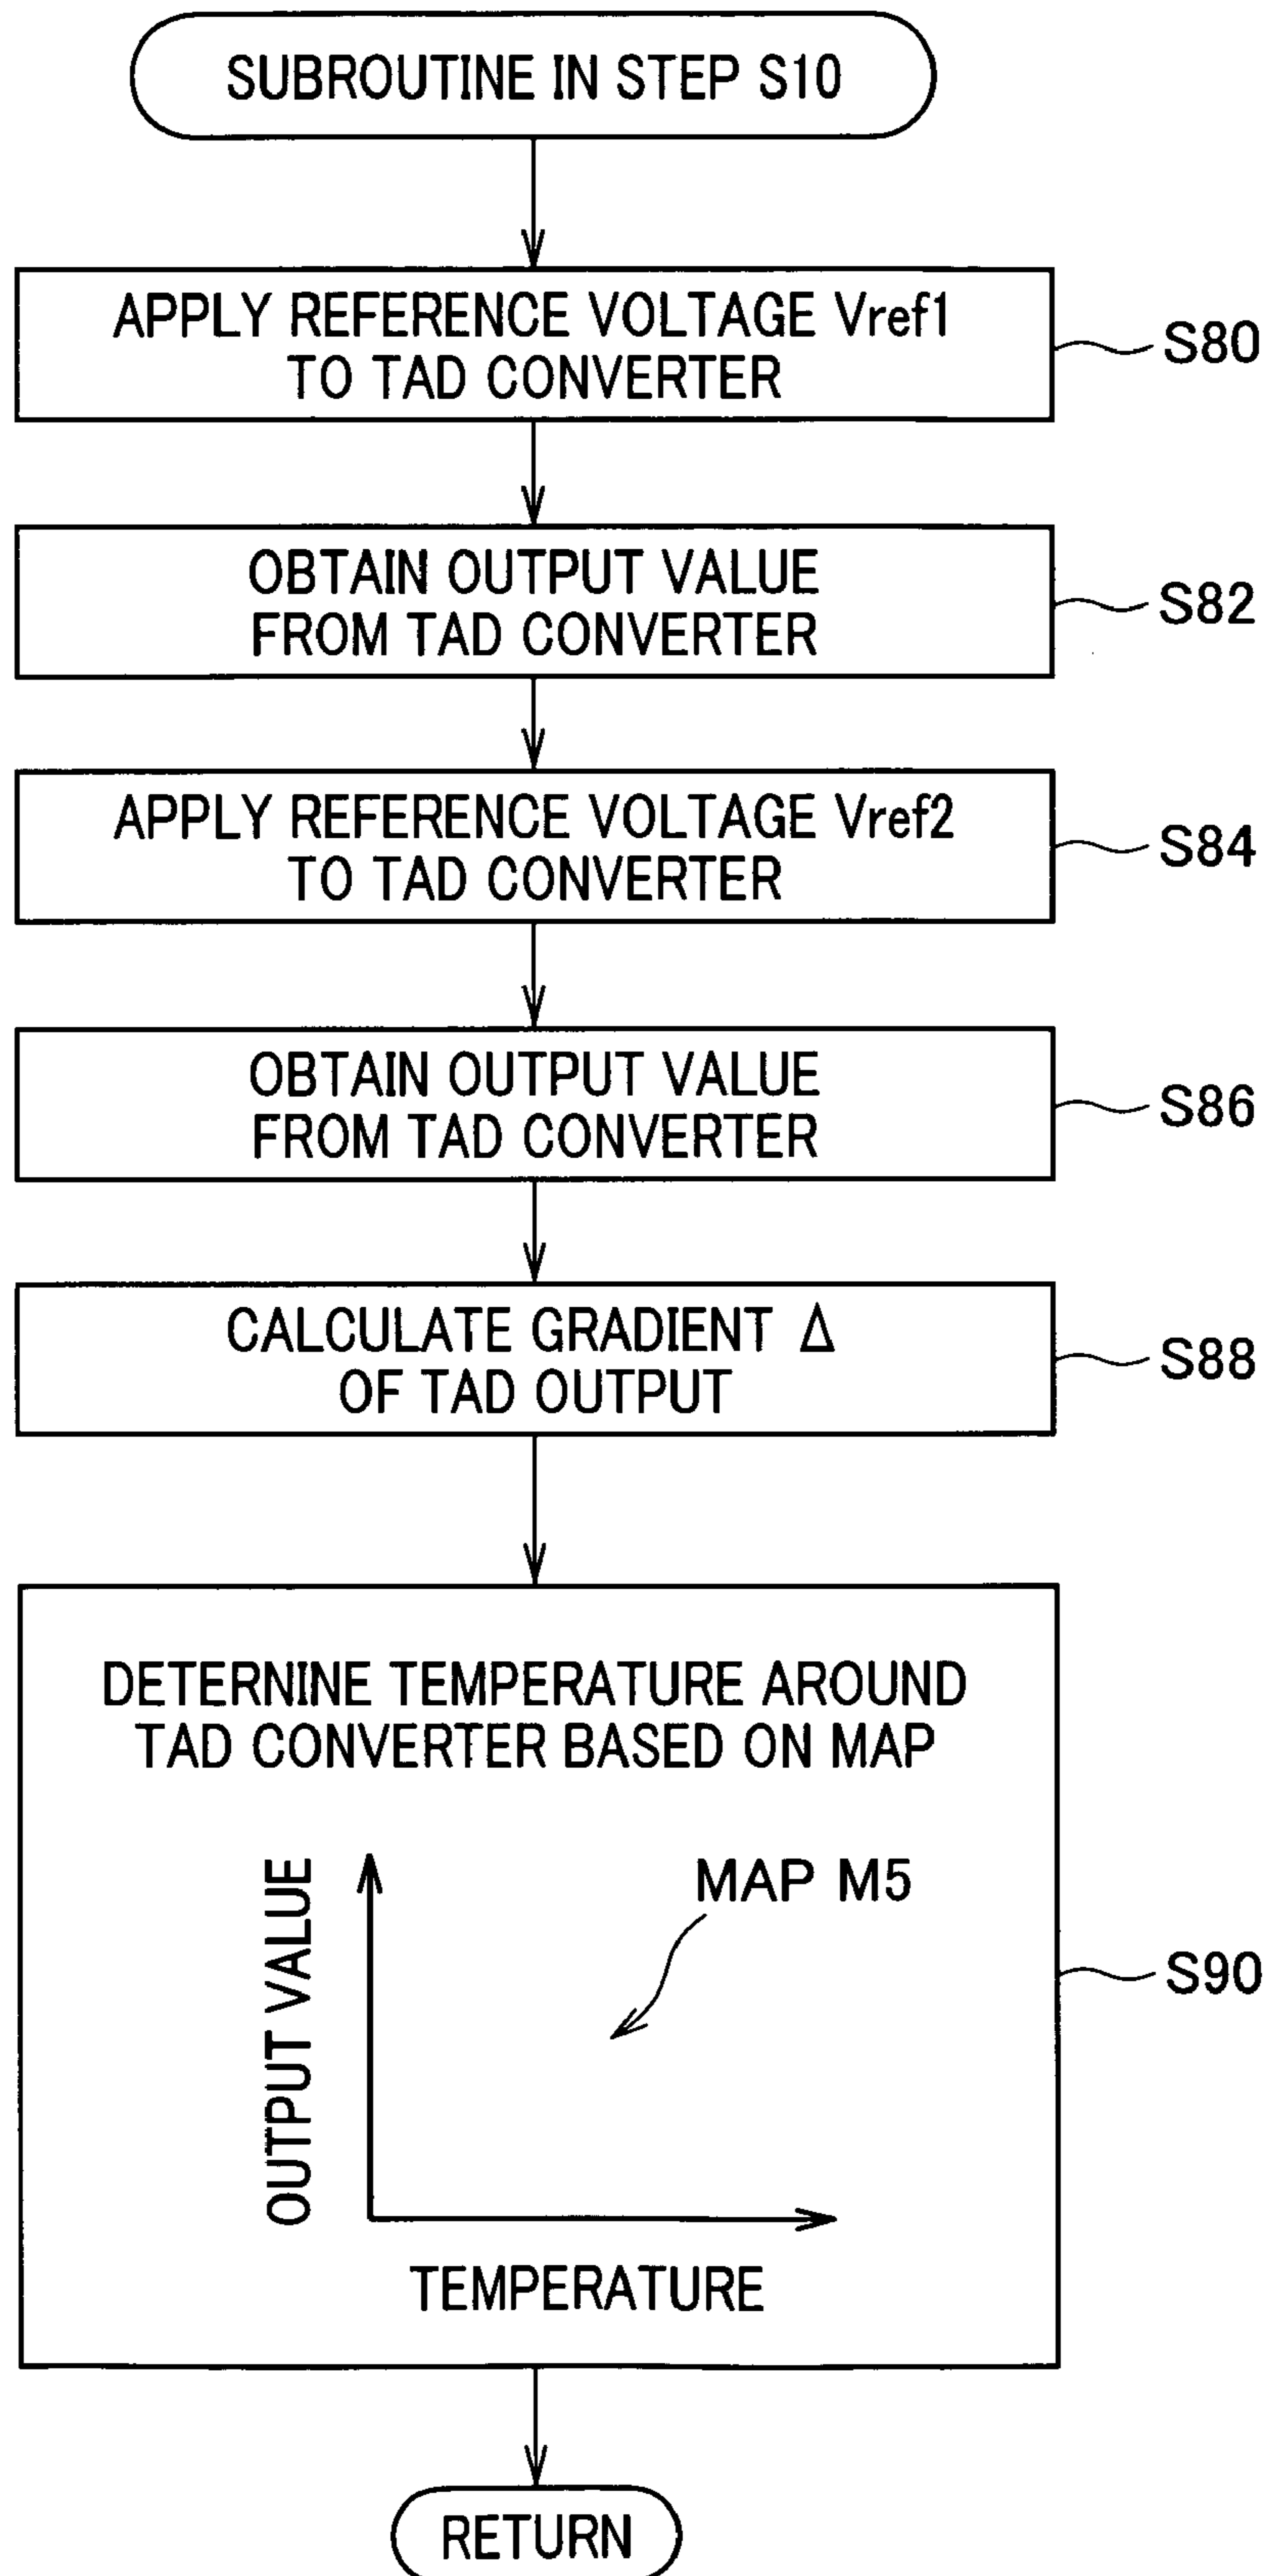 SUBROUTINE IN STEP S10
APPLY REFERENCE VOLTAGE Vref1
TO TAD CONVERTER
S80
OBTAIN OUTPUT VALUE
FROM TAD CONVERTER
S82
APPLY REFERENCE VOLTAGE Vref2
TO TAD CONVERTER
S84
OBTAIN OUTPUT VALUE
FROM TAD CONVERTER
S86
CALCULATE GRADIENT Δ
OF TAD OUTPUT
S88
DETERNINE TEMPERATURE AROUND
TAD CONVERTER BASED ON MAP
MAP M5
OUTPUT VALUE
TEMPERATURE
S90
RETURN